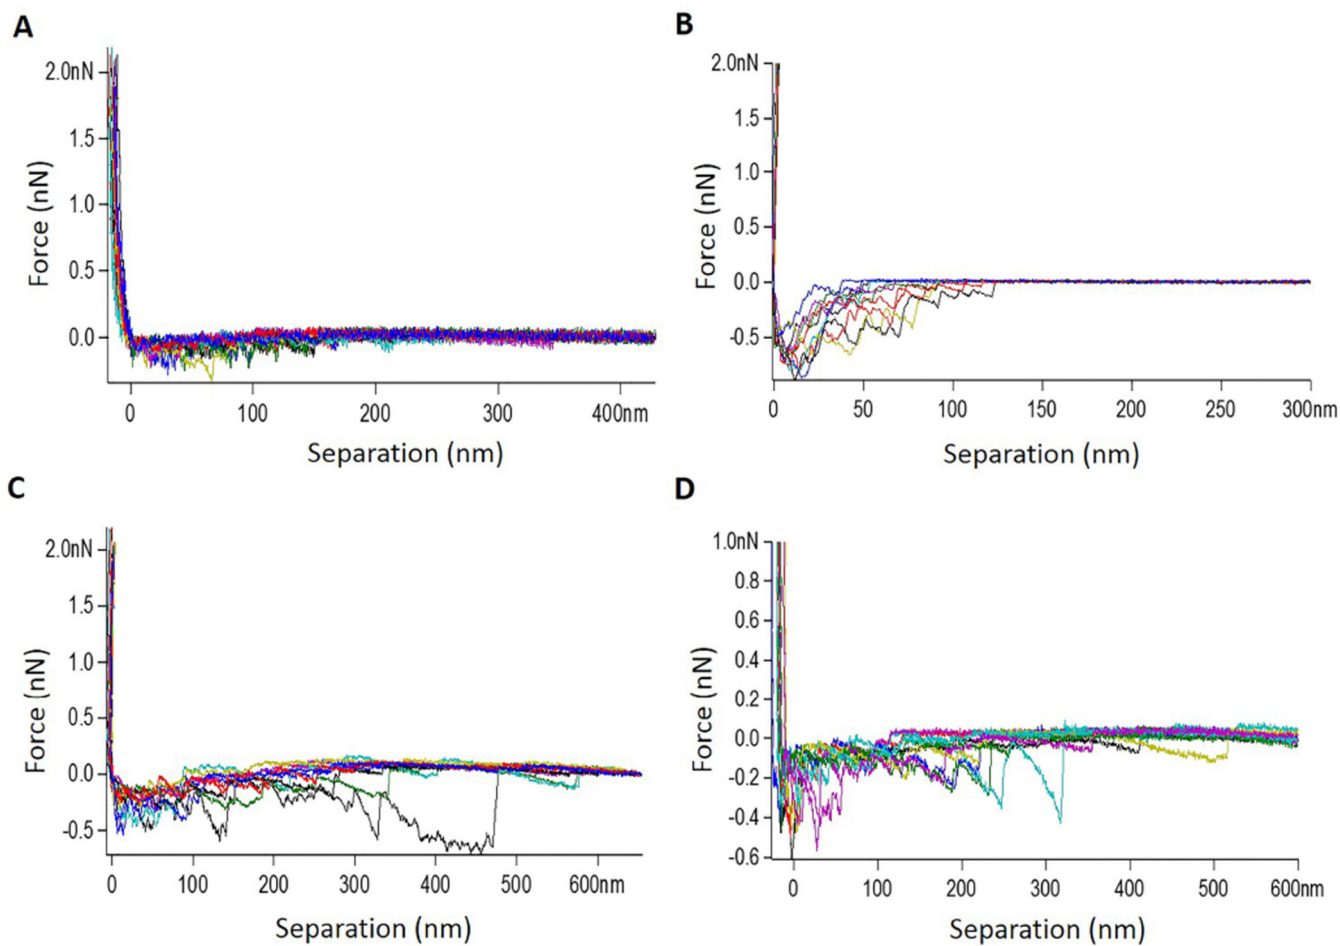 A
2.0nN
1.5
1.0
0.5
0.0
Force (nN)
0 100 200 300 400nm
Separation (nm)
B
2.0nN
1.5
1.0
0.5
0.0
-0.5
Force (nN)
0 50 100 150 200 250 300nm
Separation (nm)
C
2.0nN
1.5
1.0
0.5
0.0
-0.5
Force (nN)
0 100 200 300 400 500 600nm
Separation (nm)
D
1.0nN
0.8
0.6
0.4
0.2
0.0
-0.2
-0.4
-0.6
Force (nN)
0 100 200 300 400 500 600nm
Separation (nm)